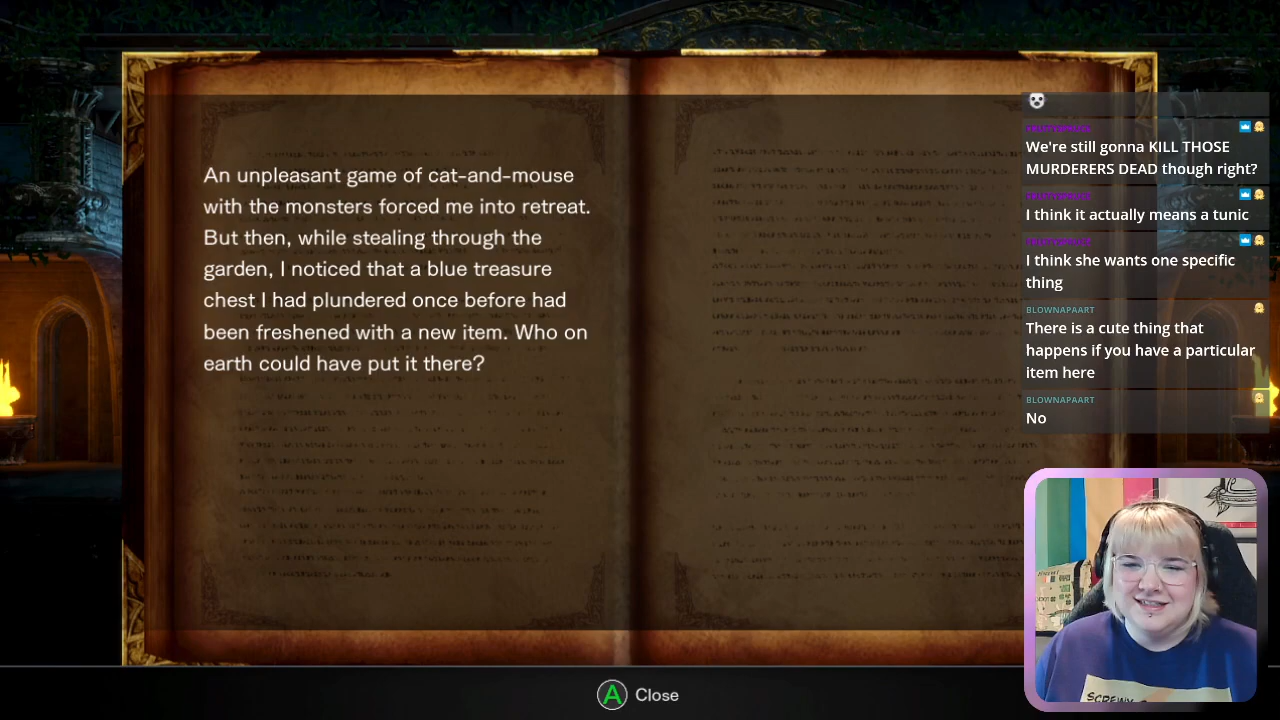 An unpleasant game of cat-and-mouse
with the monsters forced me into retreat.
But then, while stealing through the
garden, I noticed that a blue treasure
chest I had plundered once before had
been freshened with a new item. Who on
earth could have put it there?
We're still gonna KILL THOSE
MURDERERS DEAD though right?
I think it actually means a tunic
I think she wants one specific
thing
BLOWNAPAART
There is a cute thing that
happens if you have a particular
item here
BLOWNAPAART
No
SCREWY
A Close